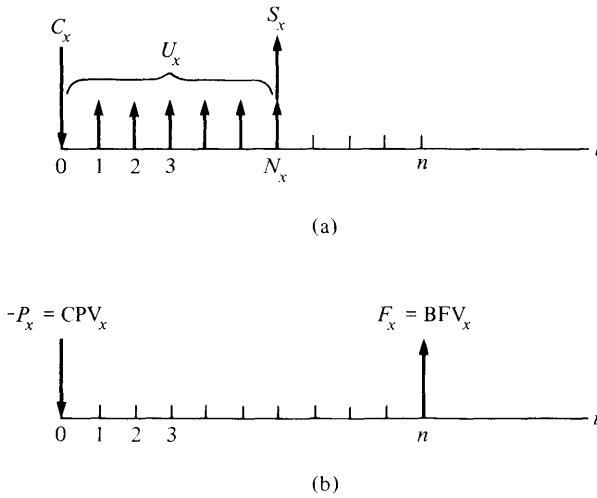 C_x
S_x
U_x
0 1 2 3 N_x n t
(a)
-P_x = CPV_x
F_x = BFV_x
0 1 2 3 n t
(b)